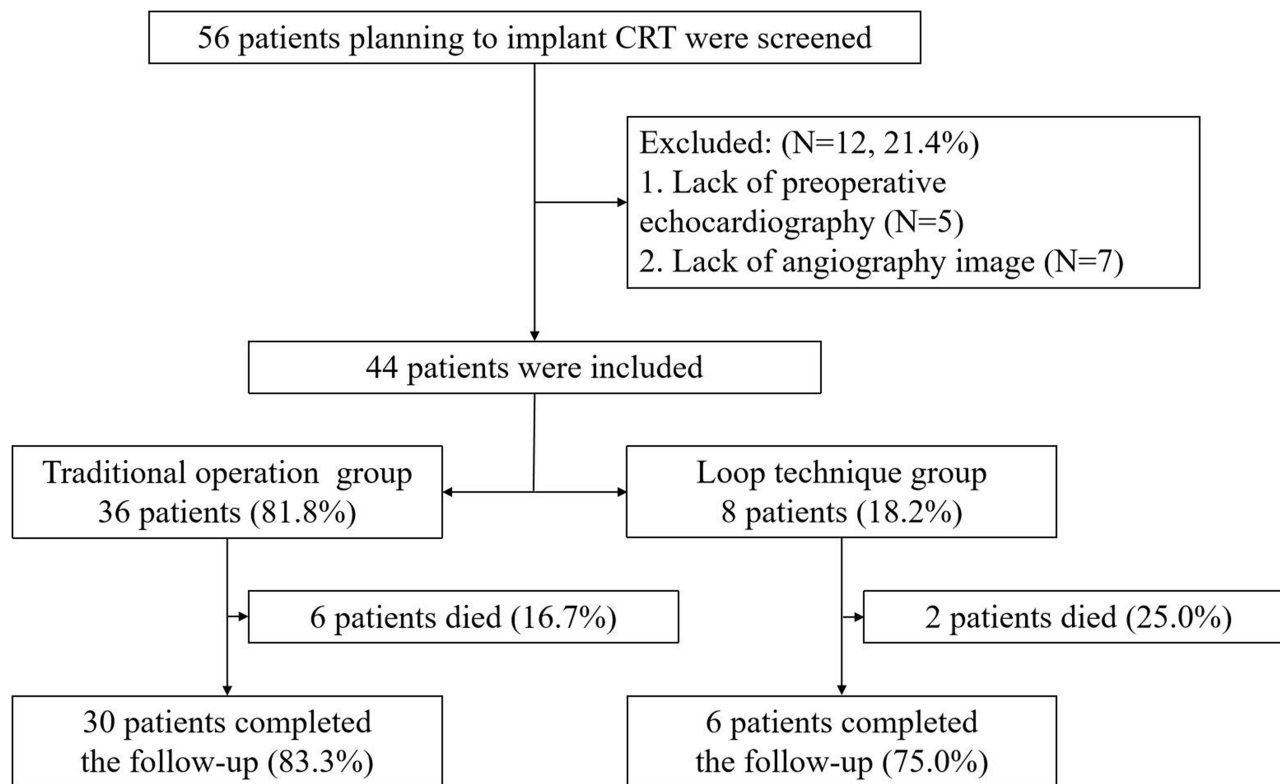 56 patients planning to implant CRT were screened
Excluded: (N=12, 21.4%)
1. Lack of preoperative
echocardiography (N=5)
2. Lack of angiography image (N=7)
44 patients were included
Traditional operation  group
36 patients (81.8%)
Loop technique group
8 patients (18.2%)
6 patients died (16.7%)
2 patients died (25.0%)
30 patients completed
the follow-up (83.3%)
6 patients completed
the follow-up (75.0%)